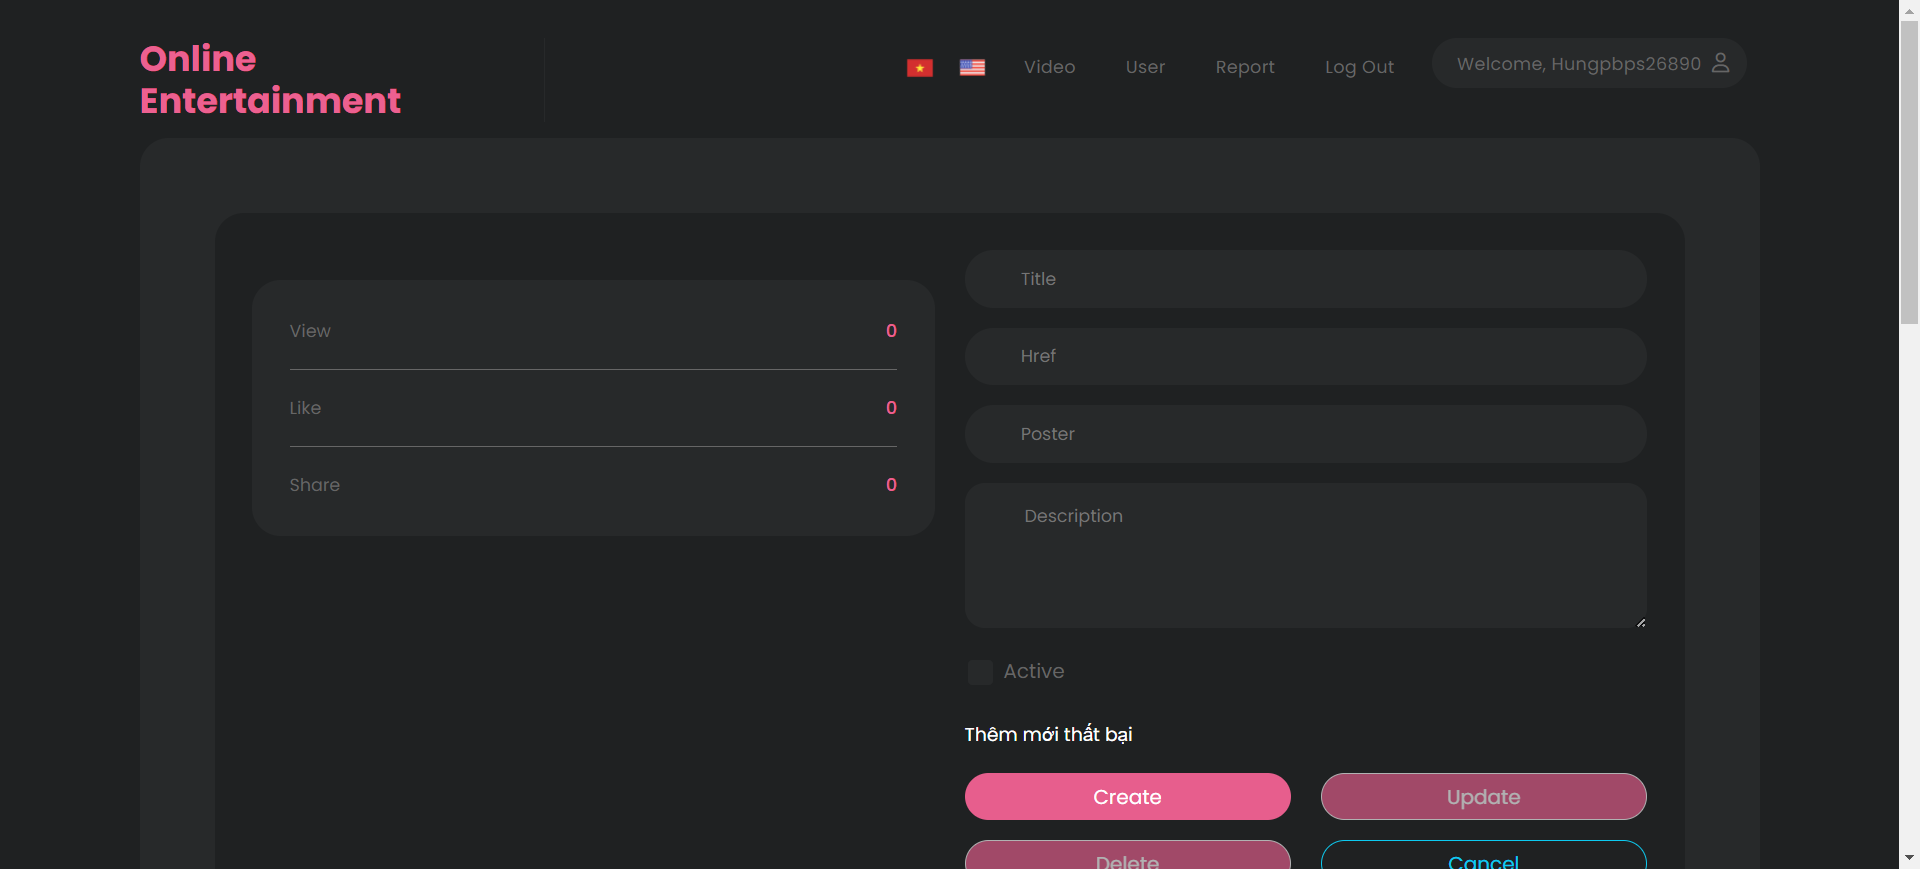 Online
Entertainment
Video
User
Report
Log Out
Welcome, Hungpbps26890
View
0
Like
0
Share
0
Title
Href
Poster
Description
Active
Thêm mới thất bại
Create
Update
Delete
Cancel